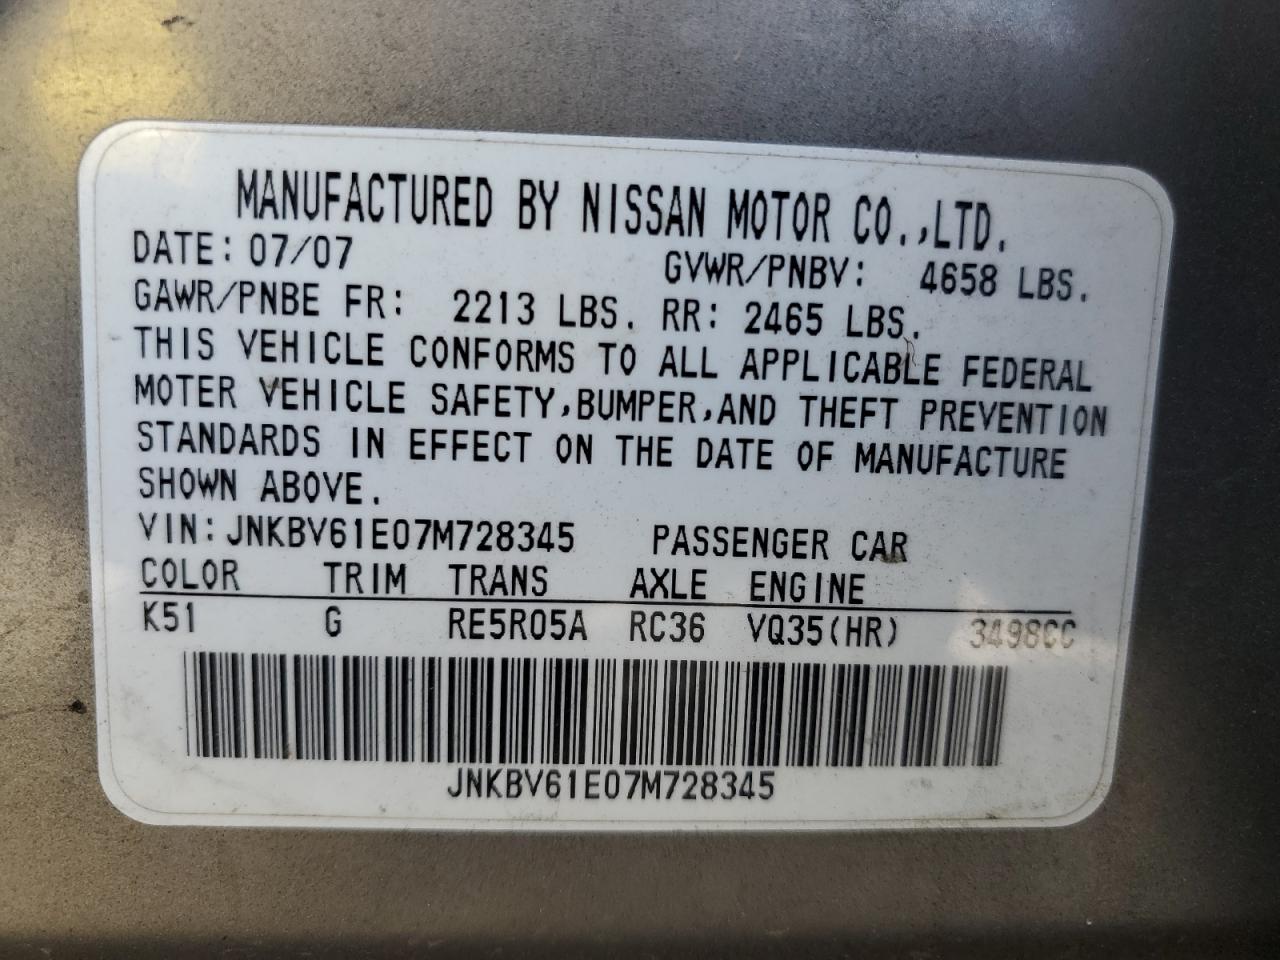 MANUFACTURED BY NISSAN MOTOR CO.,LTD.
DATE: 07/07 GVWR/PNBV: 4658 LBS.
GAWR/PNBE FR: 2213 LBS. RR: 2465 LBS.
THIS VEHICLE CONFORMS TO ALL APPLICABLE FEDERAL
MOTER VEHICLE SAFETY,BUMPER,AND THEFT PREVENTION
STANDARDS IN EFFECT ON THE DATE OF MANUFACTURE
SHOWN ABOVE.
VIN:JNKBV61E07M728345 PASSENGER CAR
COLOR TRIM TRANS AXLE ENGINE
K51 G RE5R05A RC36 VQ35(HR) 3498CC
JNKBV61E07M728345